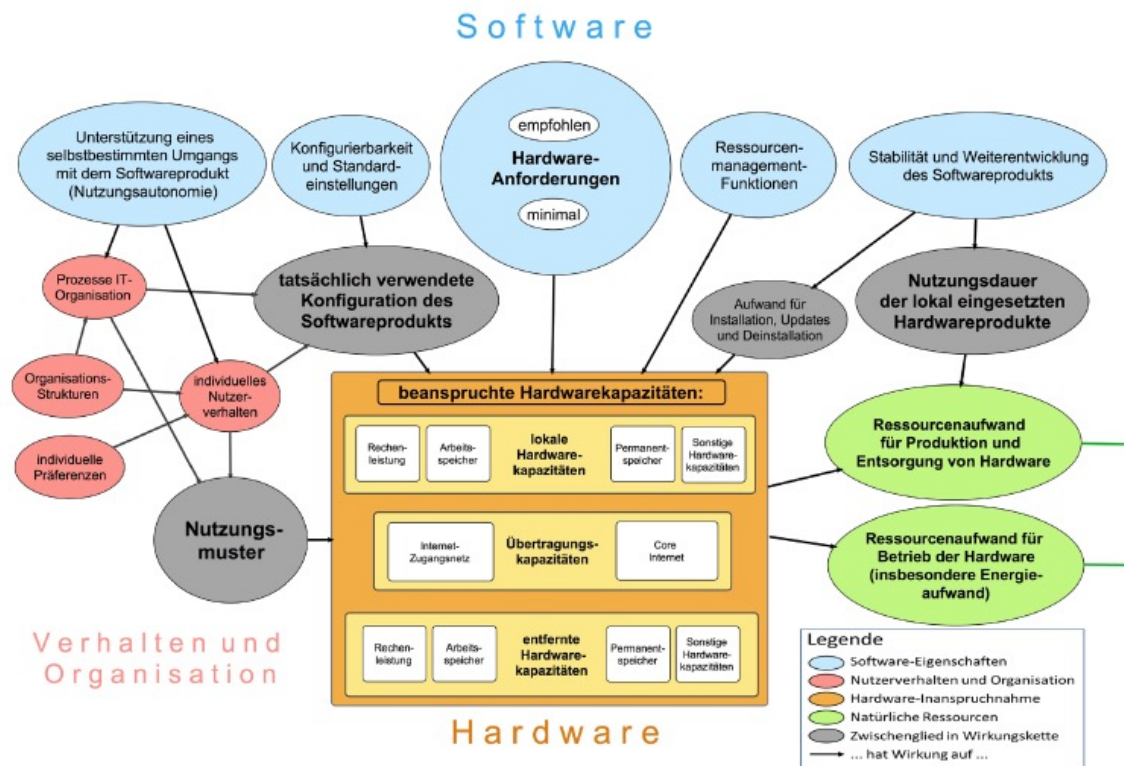 Software
Unterstützung eines
selbstbestimmten Umgangs
mit dem Softwareprodukt
(Nutzungsautonomie)
Konfigurierbarkeit
und Standard-
einstellungen
empfohlen
Hardware-
Anforderungen
minimal
Ressourcen-
management-
Funktionen
Stabilität und Weiterentwicklung
des Softwareprodukts
Prozesse IT-
Organisation
tatsächlich verwendete
Konfiguration des
Softwareprodukts
Aufwand für
Installation, Updates
und Deinstallation
Nutzungsdauer
der lokal eingesetzten
Hardwareprodukte
Organisations-
Strukturen
individuelles
Nutzer-
verhalten
individuelle
Präferenzen
Nutzungs-
muster
beanspruchte Hardwarekapazitäten:
Rechen-
leistung
Arbeits-
speicher
lokale
Hardware-
kapazitäten
Permanent-
speicher
Sonstige
Hardware-
kapazitäten
Internet-
Zugangsnetz
Übertragungs-
kapazitäten
Core
Internet
Rechen-
leistung
Arbeits-
speicher
entfernte
Hardware-
kapazitäten
Permanent-
speicher
Sonstige
Hardware-
kapazitäten
Ressourcenaufwand
für Produktion und
Entsorgung von Hardware
Ressourcenaufwand für
Betrieb der Hardware
(insbesondere Energie-
aufwand)
Verhalten und
Organisation
Hardware
Legende
Software-Eigenschaften
Nutzerverhalten und Organisation
Hardware-Inanspruchnahme
Natürliche Ressourcen
Zwischenglied in Wirkungskette
... hat Wirkung auf ...